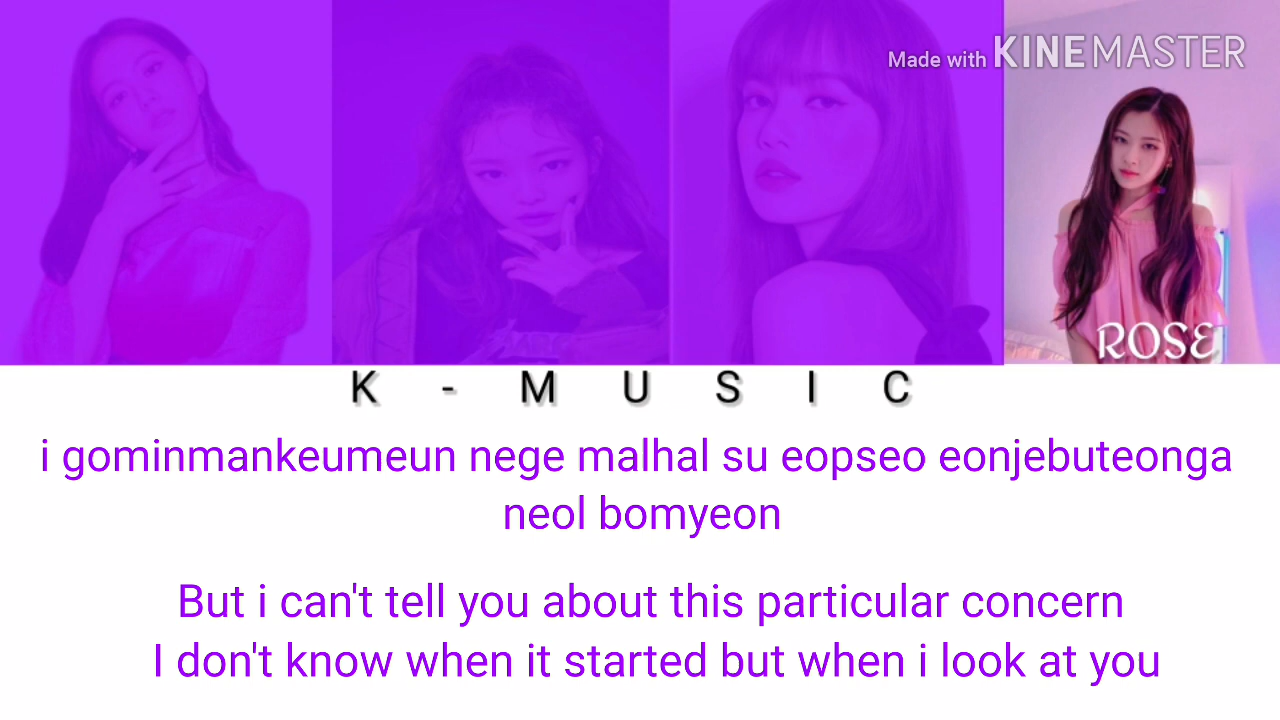 Made with KINEMASTER
ROSE
K - M U S I C
i gominmankeumeun nege malhal su eopseo eonjebuteonga
neol bomyeon
But i can't tell you about this particular concern
I don't know when it started but when i look at you